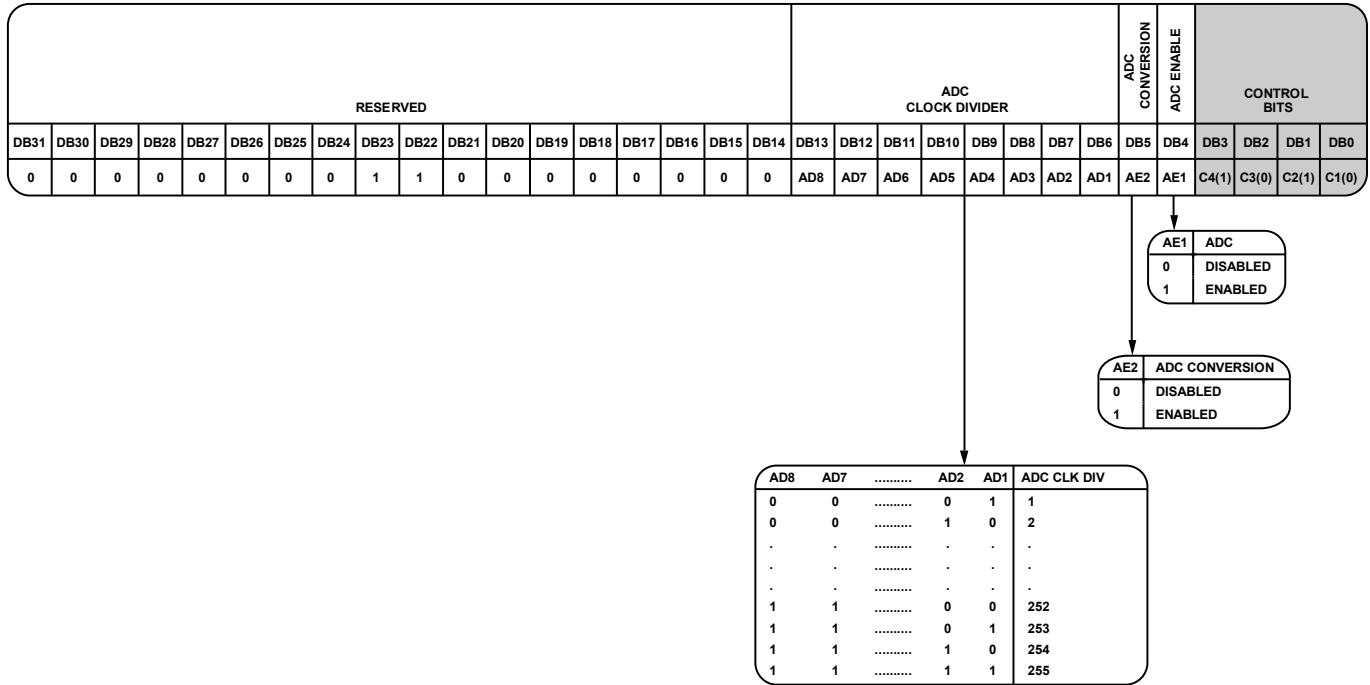 RESERVED
ADC
CLOCK DIVIDER
ADC
CONVERSION
ADC ENABLE
CONTROL
BITS
DB31 DB30 DB29 DB28 DB27 DB26 DB25 DB24 DB23 DB22 DB21 DB20 DB19 DB18 DB17 DB16 DB15 DB14 DB13 DB12 DB11 DB10 DB9 DB8 DB7 DB6 DB5 DB4 DB3 DB2 DB1 DB0
0 0 0 0 0 0 0 0 1 1 0 0 0 0 0 0 0 0 AD8 AD7 AD6 AD5 AD4 AD3 AD2 AD1 AE2 AE1 C4(1) C3(0) C2(1) C1(0)
AE1 ADC
0 DISABLED
1 ENABLED
AE2 ADC CONVERSION
0 DISABLED
1 ENABLED
AD8 AD7 .......... AD2 AD1 ADC CLK DIV
0 0 .......... 0 1 1
0 0 .......... 1 0 2
. . .......... . . .
. . .......... . . .
. . .......... . . .
1 1 .......... 0 0 252
1 1 .......... 0 1 253
1 1 .......... 1 0 254
1 1 .......... 1 1 255